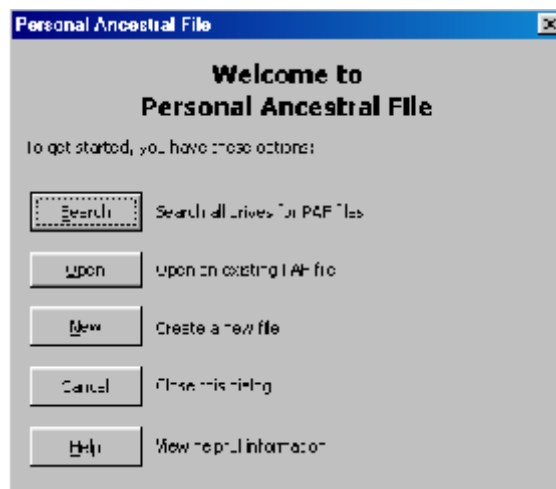 Personal Ancestral File
Welcome to
Personal Ancestral File
To get started, you have these options:
Search Search all drives for PAF files
Open Open an existing PAF file
New Create a new file
Cancel Close this dialog
Help View helpful information